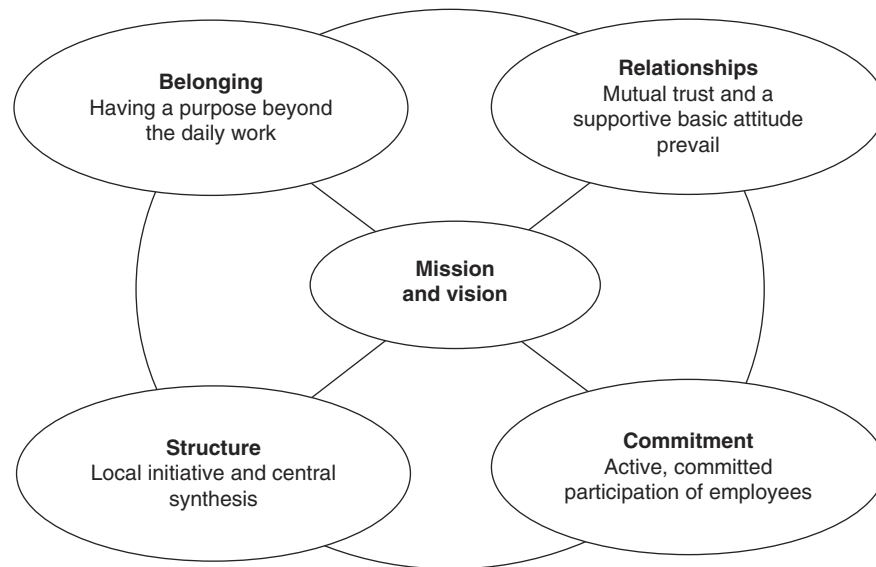 Belonging
Having a purpose beyond
the daily work
Relationships
Mutual trust and a
supportive basic attitude
prevail
Mission
and vision
Structure
Local initiative and central
synthesis
Commitment
Active, committed
participation of employees